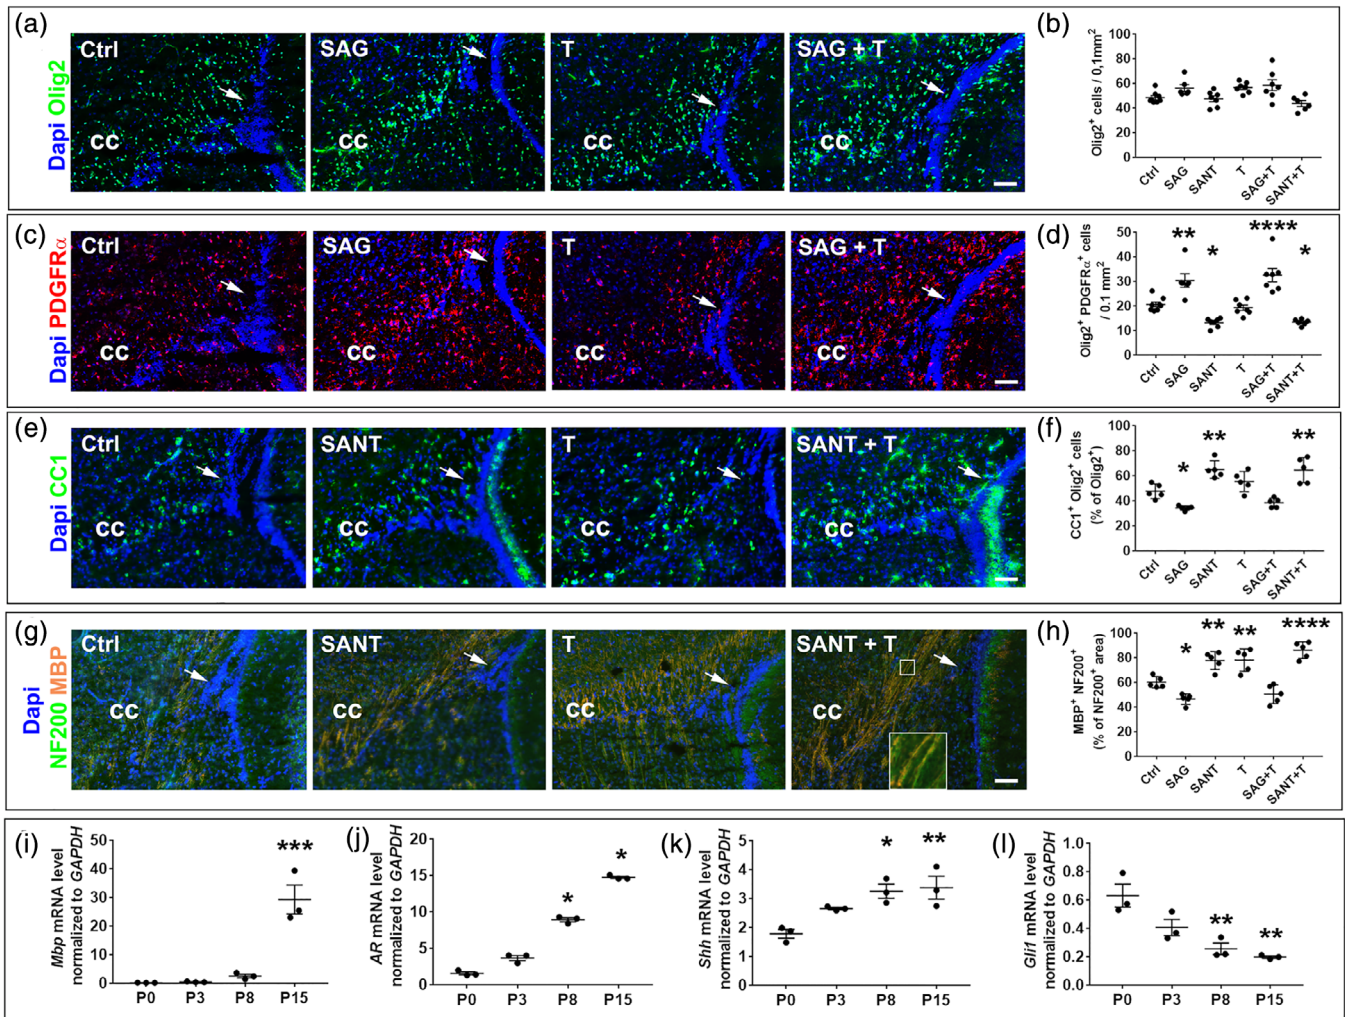 (a)
Dapi Olig2
Ctrl
SAG
T
SAG + T
CC
CC
CC
CC
(b)
Olig2+ cells / 0,1mm2
100
80
60
40
20
0
Ctrl
SAG
SANT
T
SAG+T
SANT+T
(c)
Dapi PDGFRα
Ctrl
SAG
T
SAG + T
CC
CC
CC
CC
(d)
Olig2+ PDGFRα+ cells
/ 0.1 mm2
50
40
30
20
10
0
**
*
****
*
Ctrl
SAG
SANT
T
SAG+T
SANT+T
(e)
Dapi CC1
Ctrl
SANT
T
SANT + T
CC
CC
CC
CC
(f)
CC1+ Olig2+ cells
(% of Olig2+)
100
80
60
40
20
0
*
**
**
Ctrl
SAG
SANT
T
SAG+T
SANT+T
(g)
Dapi
NF200 MBP
Ctrl
SANT
T
SANT + T
CC
CC
CC
CC
(h)
MBP+ NF200+
(% of NF200+ area)
100
80
60
40
20
0
*
**
**
****
Ctrl
SAG
SANT
T
SAG+T
SANT+T
(i)
Mbp mRNA level
normalized to GAPDH
50
40
30
20
10
0
***
P0 P3 P8 P15
(j)
AR mRNA level
normalized to GAPDH
20
15
10
5
0
*
*
P0 P3 P8 P15
(k)
Shh mRNA level
normalized to GAPDH
5
4
3
2
1
0
*
**
P0 P3 P8 P15
(l)
Gli1 mRNA level
normalized to GAPDH
1.0
0.8
0.6
0.4
0.2
0.0
**
**
P0 P3 P8 P15